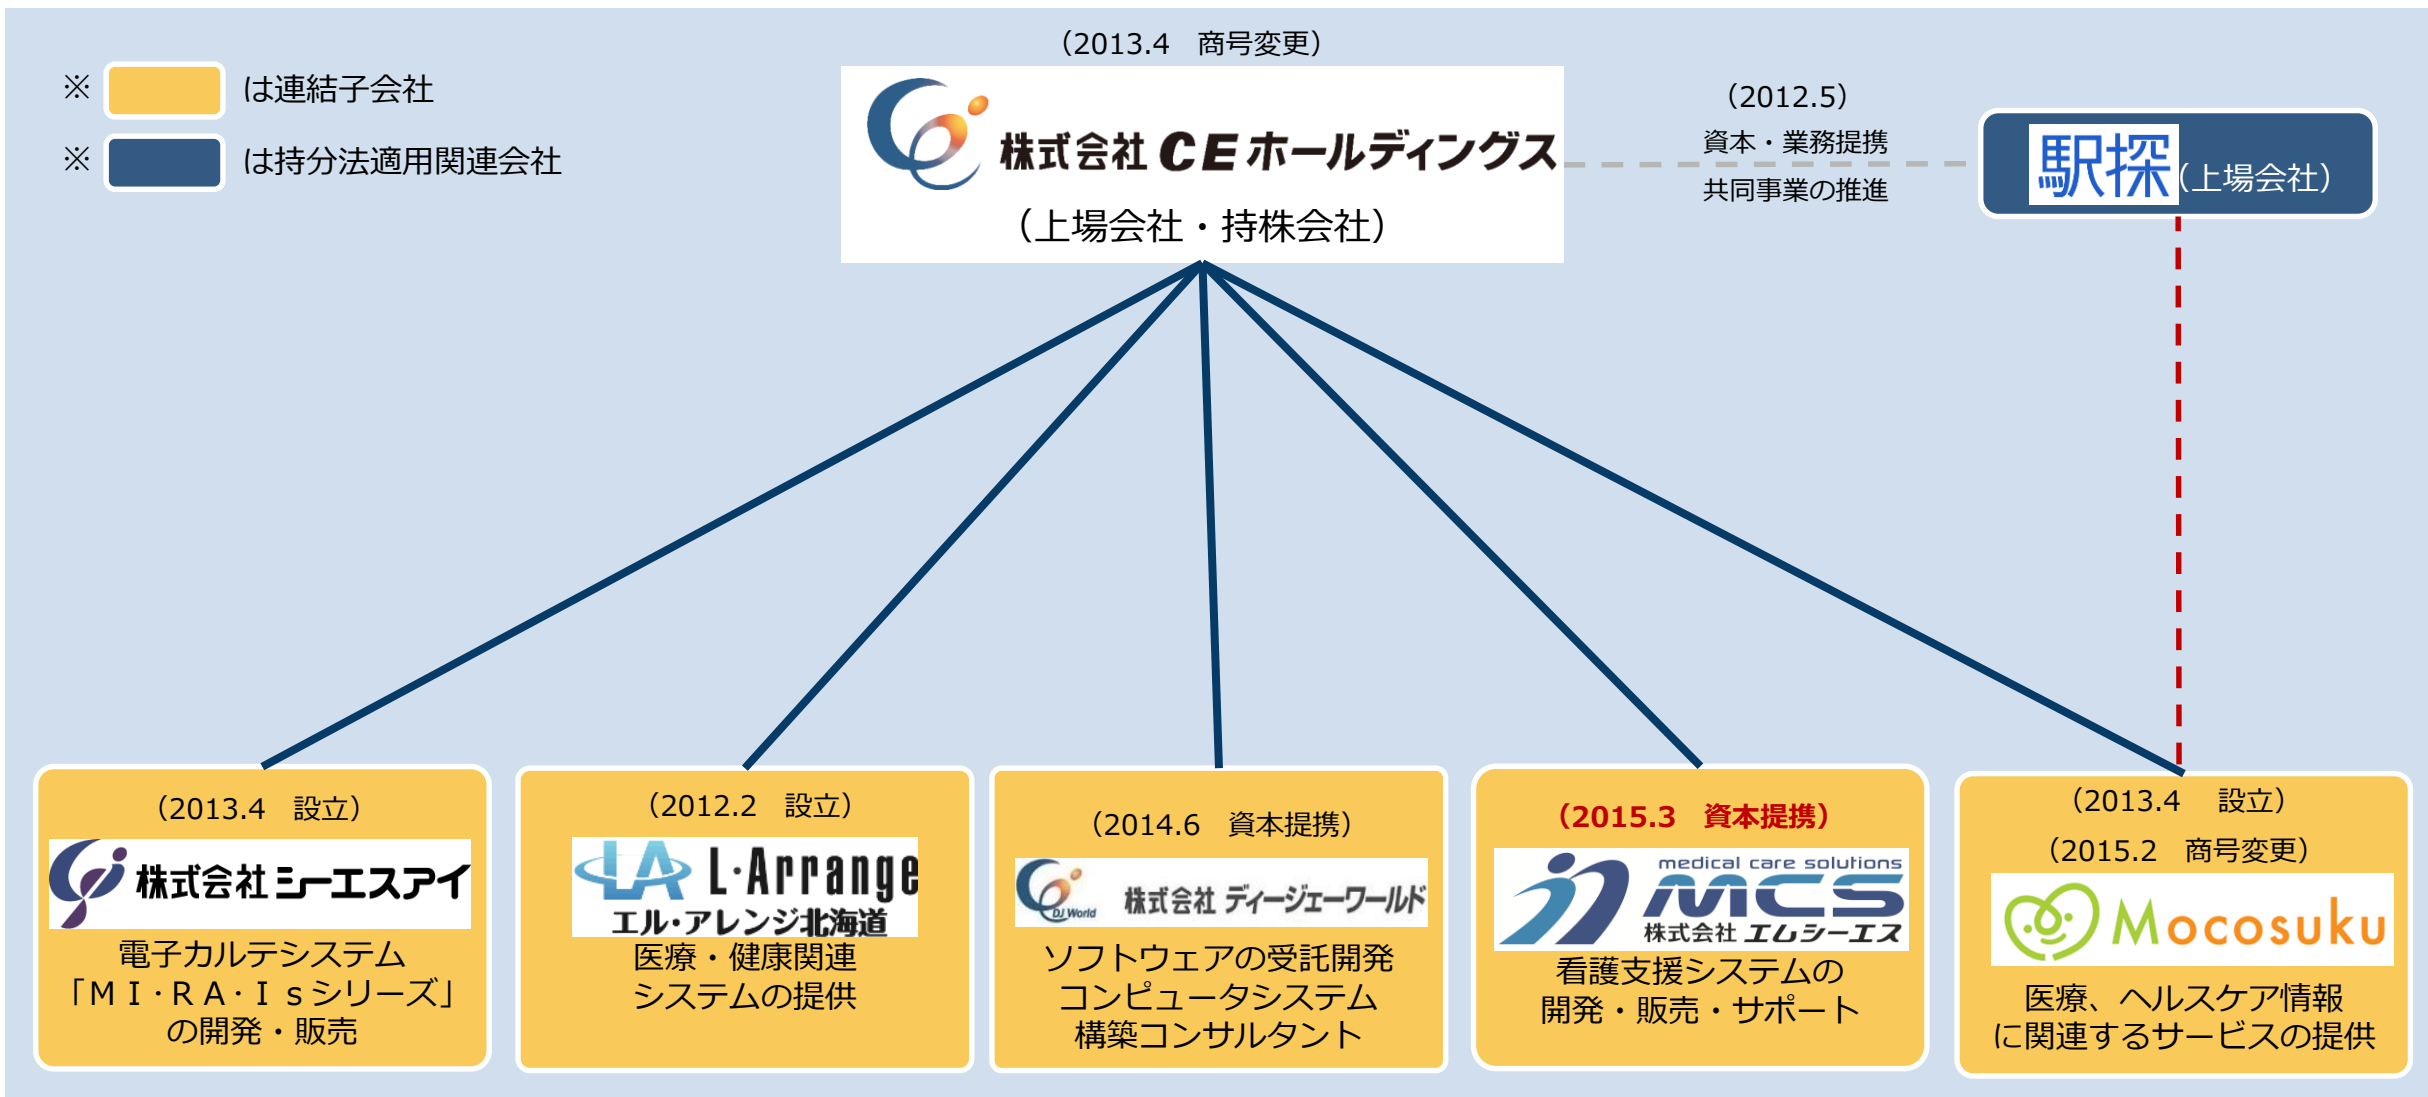 ※ は連結子会社
※ は持分法適用関連会社
（2013.4　商号変更）
株式会社 CEホールディングス
（上場会社・持株会社）
（2012.5）
資本・業務提携
共同事業の推進
駅探（上場会社）
（2013.4　設立）
株式会社 シーエスアイ
電子カルテシステム
「ＭＩ・ＲＡ・Ｉｓシリーズ」
の開発・販売
（2012.2　設立）
LA L・Arrange
エル・アレンジ北海道
医療・健康関連
システムの提供
（2014.6　資本提携）
DJ World 株式会社 ディージェーワールド
ソフトウェアの受託開発
コンピュータシステム
構築コンサルタント
（2015.3　資本提携）
medical care solutions
MCS
株式会社 エムシーエス
看護支援システムの
開発・販売・サポート
（2013.4　設立）
（2015.2　商号変更）
Mocosuku
医療、ヘルスケア情報
に関連するサービスの提供